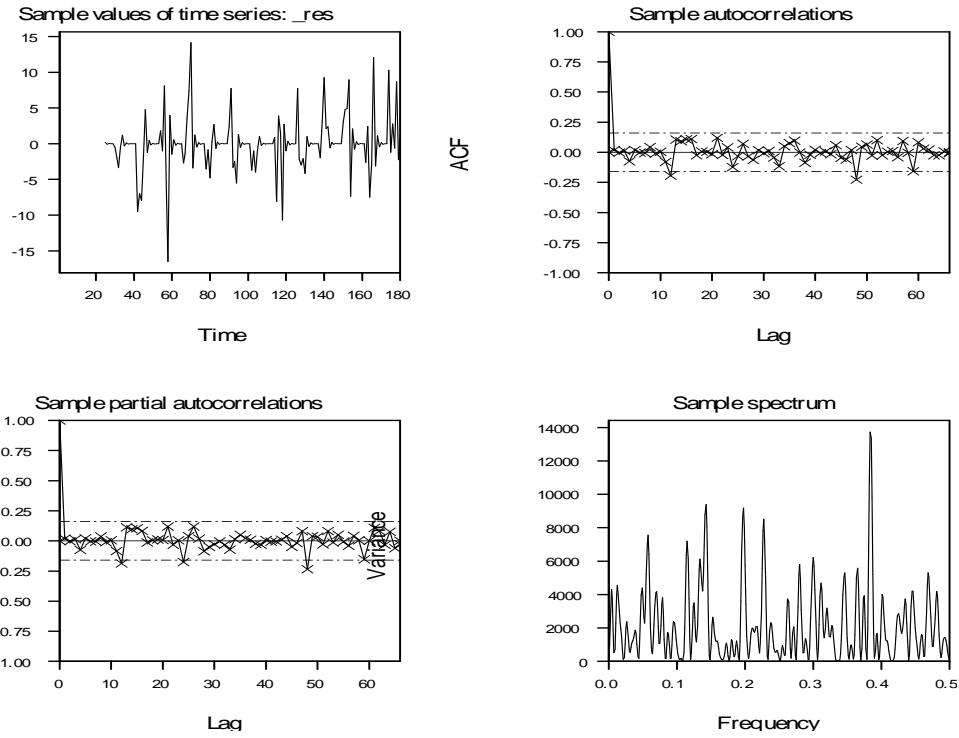 Sample values of time series: _res
15
10
5
0
-5
-10
-15
20 40 60 80 100 120 140 160 180
Time
Sample autocorrelations
ACF
1.00
0.75
0.50
0.25
0.00
-0.25
-0.50
-0.75
-1.00
0 10 20 30 40 50 60
Lag
Sample partial autocorrelations
1.00
0.75
0.50
0.25
0.00
0.25
0.50
0.75
1.00
0 10 20 30 40 50 60
Lag
Sample spectrum
Variance
14000
12000
10000
8000
6000
4000
2000
0
0.0 0.1 0.2 0.3 0.4 0.5
Frequency